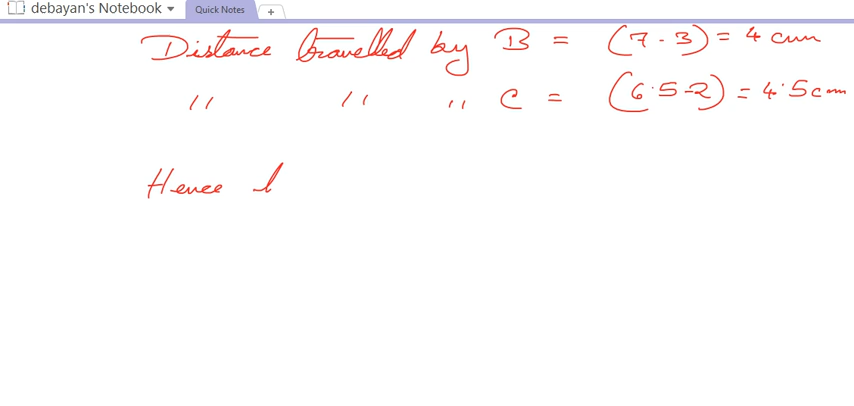 debayan's Notebook Quick Notes +
Distance travelled by B = (7 - 3) = 4 cm
〃 〃 〃 C = (6.5-2) = 4.5cm
Hence